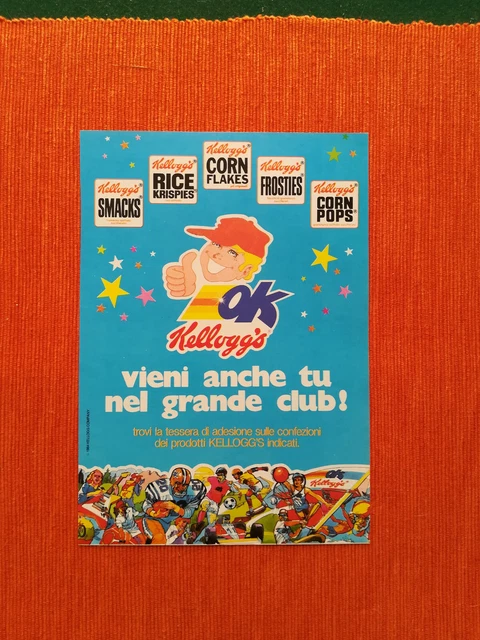 Kellogg's
CORN
FLAKES
Kellogg's
RICE
KRISPIES
Kellogg's
FROSTIES
Kellogg's
SMACKS
Kellogg's
CORN
POPS
OK
Kellogg's
vieni anche tu
nel grande club!
trovi la tessera di adesione sulle confezioni
dei prodotti KELLOGG'S indicati.
OK
Kellogg's